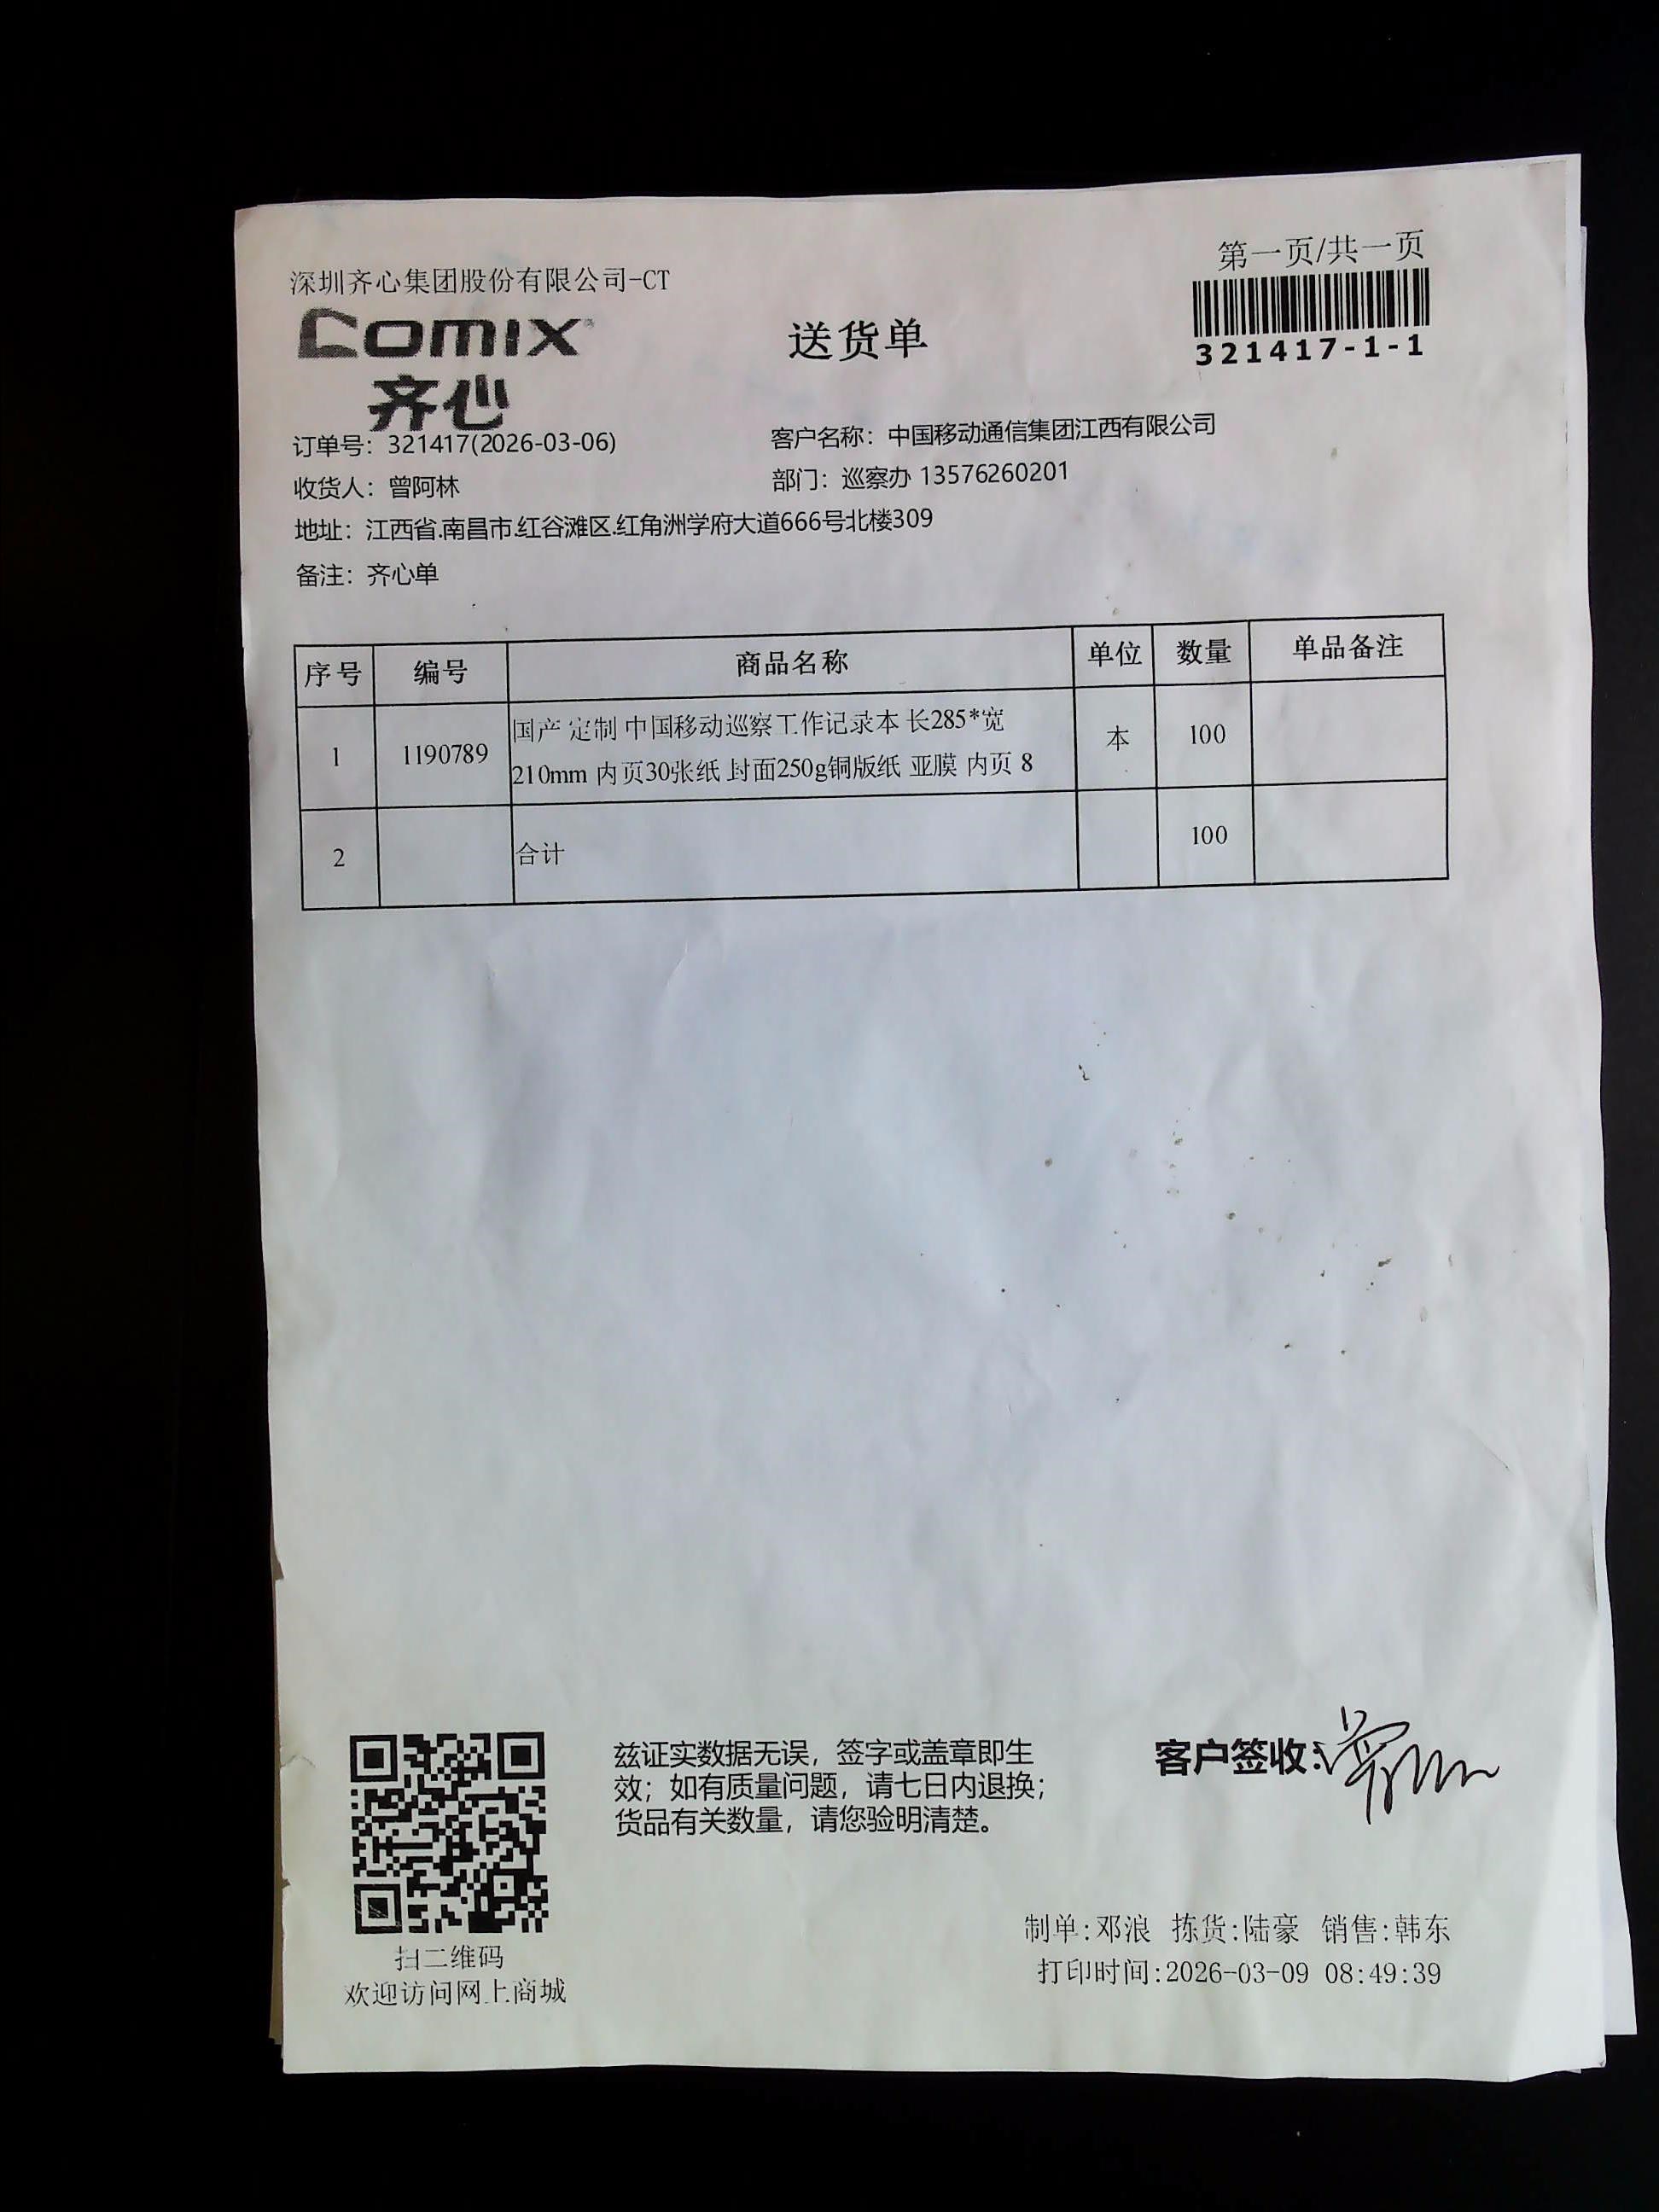 第一页/共一页
深圳齐心集团股份有限公司-CT
COMIX
齐心
送货单
321417-1-1
订单号：321417(2026-03-06)
客户名称：中国移动通信集团江西有限公司
收货人：曾阿林
部门：巡察办 13576260201
地址：江西省.南昌市.红谷滩区.红角洲学府大道666号北楼309
备注：齐心单
序号 编号 商品名称 单位 数量 单品备注
1 1190789 国产 定制 中国移动巡察工作记录本 长285*宽
210mm 内页30张纸 封面250g铜版纸 亚膜 内页 8 本 100
2 合计 100
兹证实数据无误，签字或盖章即生
效；如有质量问题，请七日内退换；
货品有关数量，请您验明清楚。
客户签收:
扫二维码
欢迎访问网上商城
制单:邓浪 拣货:陆豪 销售:韩东
打印时间:2026-03-09 08:49:39